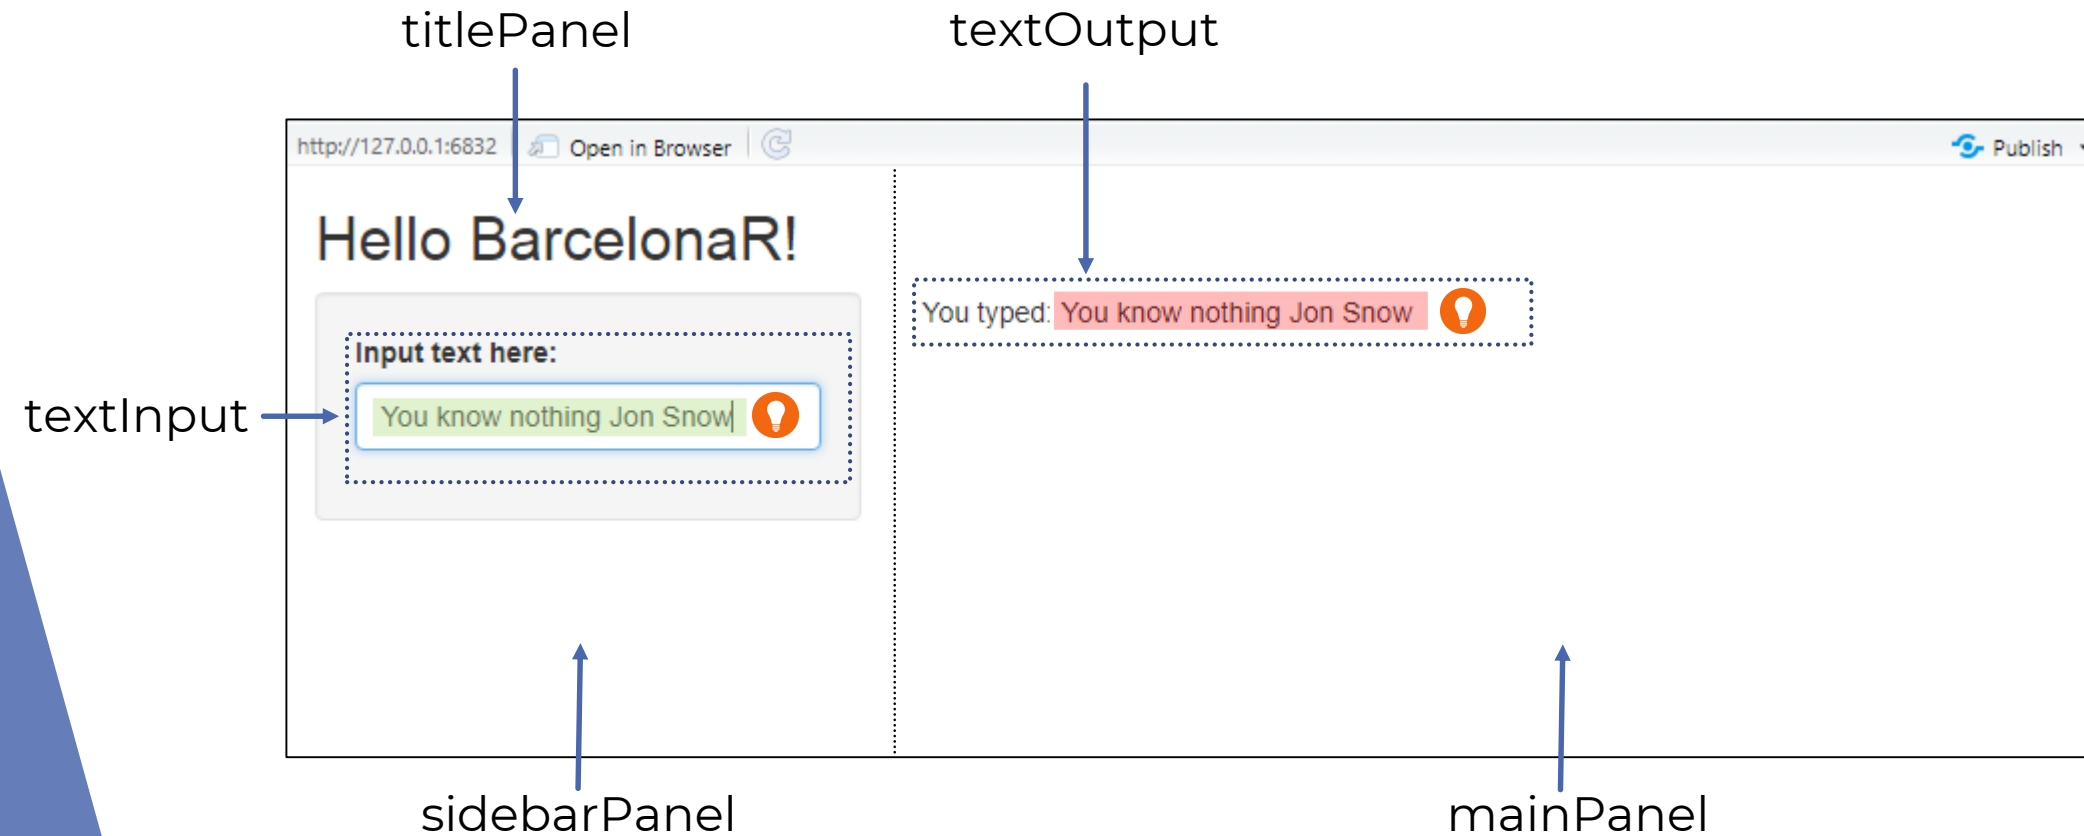 titlePanel
textOutput
http://127.0.0.1:6832 Open in Browser Publish
Hello BarcelonaR!
You typed: You know nothing Jon Snow
Input text here:
textInput
You know nothing Jon Snow
sidebarPanel
mainPanel